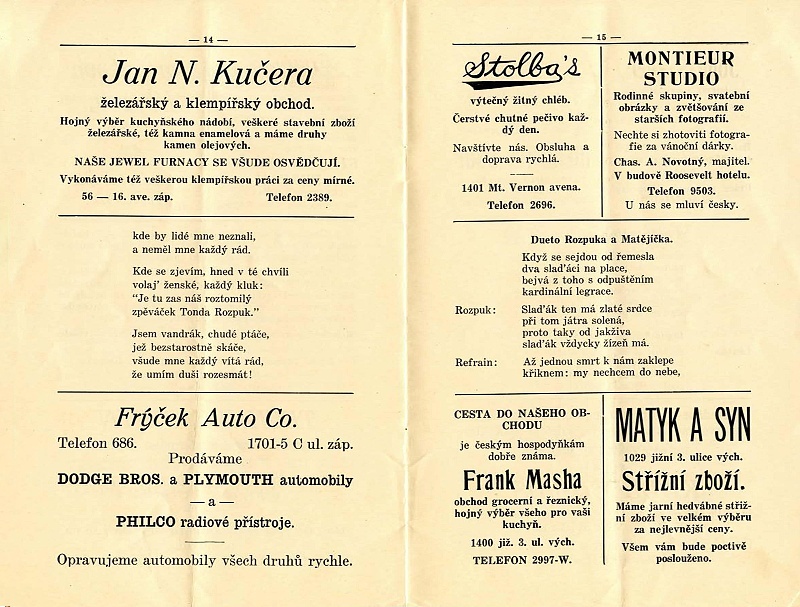 — 14 —
Jan N. Kučera
železářský a klempířský obchod.
Hojný výběr kuchyňského nádobí, veškeré stavební zboží
železářské, též kamna enamelová a máme druhy
kamen olejových.
NAŠE JEWEL FURNACY SE VŠUDE OSVĚDČUJÍ.
Vykonáváme též veškerou klempířskou práci za ceny mírné.
56 — 16. ave. záp. Telefon 2389.
kde by lidé mne neznali,
a neměl mne každý rád.
Kde se zjevím, hned v té chvíli
volaj' ženské, každý kluk:
"Je tu zas náš roztomilý
zpěváček Tonda Rozpuk."
Jsem vandrák, chudé ptáče,
jež bezstarostně skáče,
všude mne každý vítá rád,
že umím duši rozesmát!
Frýček Auto Co.
Telefon 686. 1701-5 C ul. záp.
Prodáváme
DODGE BROS. a PLYMOUTH automobily
— a —
PHILCO radiové přístroje.
Opravujeme automobily všech druhů rychle.
— 15 —
Stolba's
výtečný žitný chléb.
Čerstvé chutné pečivo kaž-
dý den.
Navštivte nás. Obsluha a
doprava rychlá.
1401 Mt. Vernon avena.
Telefon 2696.
MONTIEUR
STUDIO
Rodinné skupiny, svatební
obrázky a zvětšování ze
starších fotografií.
Nechte si zhotoviti fotogra-
fie za vánoční dárky.
Chas. A. Novotný, majitel.
V budově Roosevelt hotelu.
Telefon 9503.
U nás se mluví česky.
Dueto Rozpuka a Matějíčka.
Když se sejdou od řemesla
dva slaďáci na place,
bejvá z toho s odpuštěním
kardinální legrace.
Rozpuk: Slaďák ten má zlaté srdce
při tom játra solená,
proto taky od jakživa
slaďák vždycky žízeň má.
Refrain: Až jednou smrt k nám zaklepe
křiknem: my nechcem do nebe,
CESTA DO NAŠEHO OB-
CHODU
je českým hospodyňkám
dobře známa.
Frank Masha
obchod grocerní a řeznický,
hojný výběr všeho pro vaši
kuchyň.
1400 již. 3. ul. vých.
TELEFON 2997-W.
MATYK A SYN
1029 jižní 3. ulice vých.
Střížní zboží.
Máme jarní hedvábné střiž-
ní zboží ve velkém výběru
za nejlevnější ceny.
Všem vám bude poctivě
poslouženo.